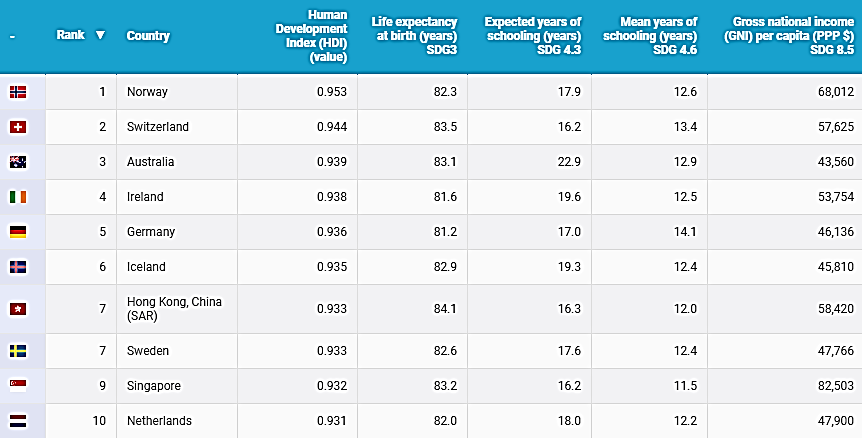 - Rank ▼ Country Human Development Index (HDI) (value) Life expectancy at birth (years) SDG3 Expected years of schooling (years) SDG 4.3 Mean years of schooling (years) SDG 4.6 Gross national income (GNI) per capita (PPP $) SDG 8.5
1 Norway 0.953 82.3 17.9 12.6 68,012
2 Switzerland 0.944 83.5 16.2 13.4 57,625
3 Australia 0.939 83.1 22.9 12.9 43,560
4 Ireland 0.938 81.6 19.6 12.5 53,754
5 Germany 0.936 81.2 17.0 14.1 46,136
6 Iceland 0.935 82.9 19.3 12.4 45,810
7 Hong Kong, China (SAR) 0.933 84.1 16.3 12.0 58,420
7 Sweden 0.933 82.6 17.6 12.4 47,766
9 Singapore 0.932 83.2 16.2 11.5 82,503
10 Netherlands 0.931 82.0 18.0 12.2 47,900